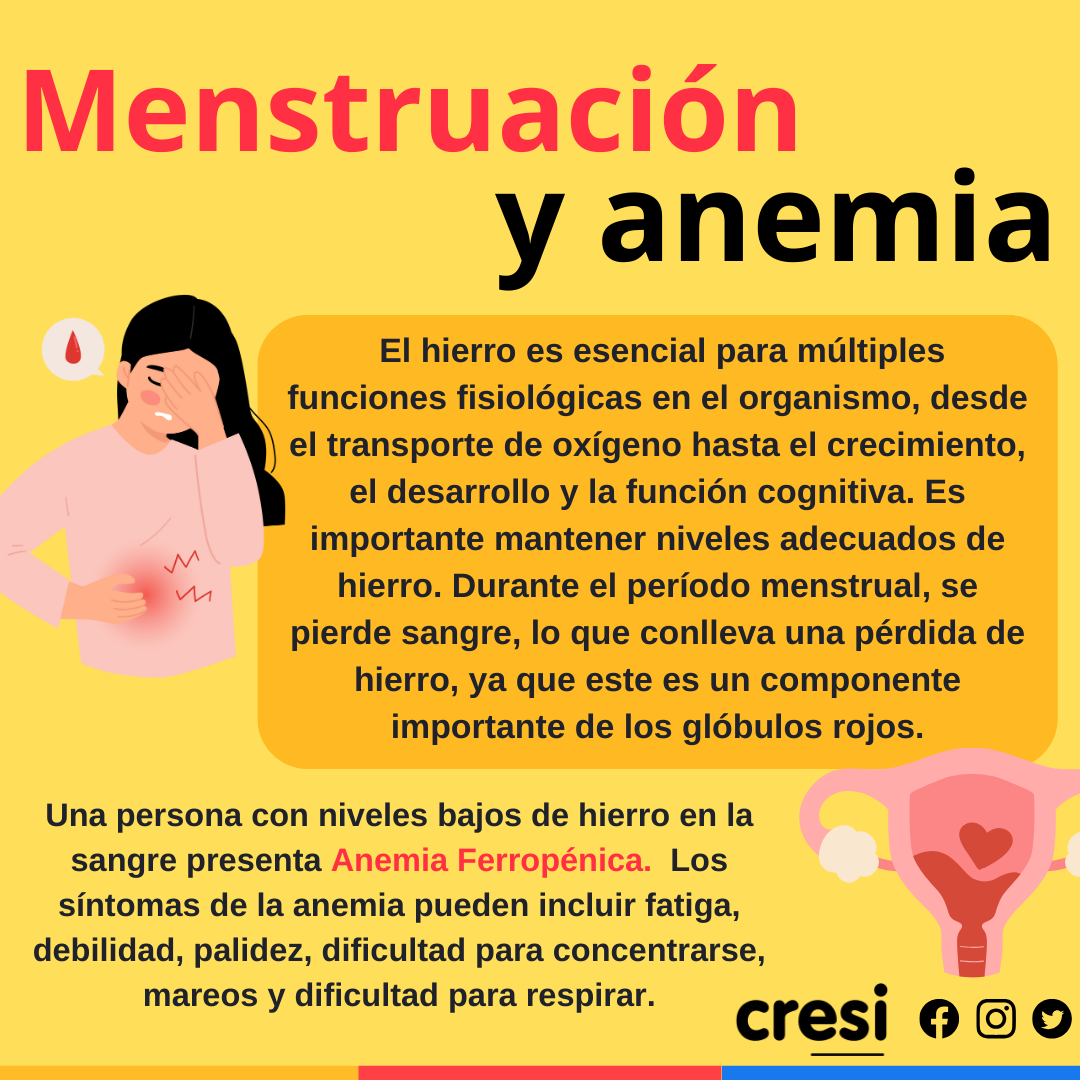 Menstruación
y anemia
El hierro es esencial para múltiples
funciones fisiológicas en el organismo, desde
el transporte de oxígeno hasta el crecimiento,
el desarrollo y la función cognitiva. Es
importante mantener niveles adecuados de
hierro. Durante el período menstrual, se
pierde sangre, lo que conlleva una pérdida de
hierro, ya que este es un componente
importante de los glóbulos rojos.
Una persona con niveles bajos de hierro en la
sangre presenta Anemia Ferropénica. Los
síntomas de la anemia pueden incluir fatiga,
debilidad, palidez, dificultad para concentrarse,
mareos y dificultad para respirar.
cresi